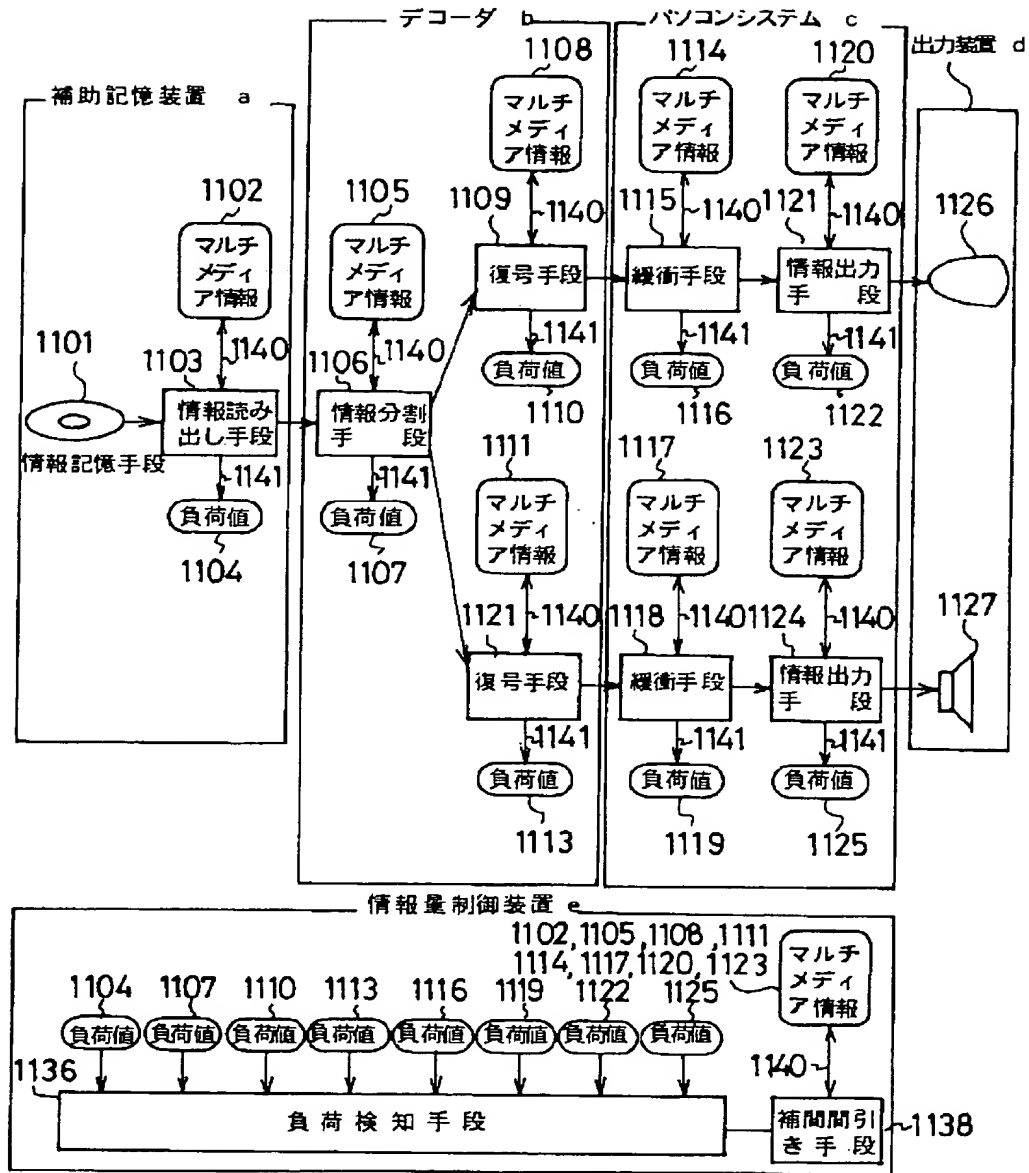 デコーダ b
パソコンシステム c
出力装置 d
補助記憶装置 a
1108
1114
1120
マルチ
メディ
ア情報
マルチ
メディ
ア情報
マルチ
メディ
ア情報
1102
1105
1109
1140
1115
1140
1121
1140
1126
マルチ
メディ
ア情報
マルチ
メディ
ア情報
復号手段
緩衝手段
情報出力
手 段
1101
1103
1140
1106
1140
1141
1141
1141
情報読み
出し手段
情報分割
手 段
負荷値
負荷値
負荷値
情報記憶手段
1110
1116
1122
1141
1141
1111
1117
1123
負荷値
負荷値
マルチ
メディ
ア情報
マルチ
メディ
ア情報
マルチ
メディ
ア情報
1104
1107
1121
1140
1118
1140
1124
1140
1127
復号手段
緩衝手段
情報出力
手 段
1141
1141
1141
負荷値
負荷値
負荷値
1113
1119
1125
情報量制御装置 e
1102,1105,1108,1111
1114,1117,1120,1123
マルチ
メディ
ア情報
1104
1107
1110
1113
1116
1119
1122
1125
負荷値
負荷値
負荷値
負荷値
負荷値
負荷値
負荷値
負荷値
1140
1136
負荷検知手段
補間間引
き手段
1138